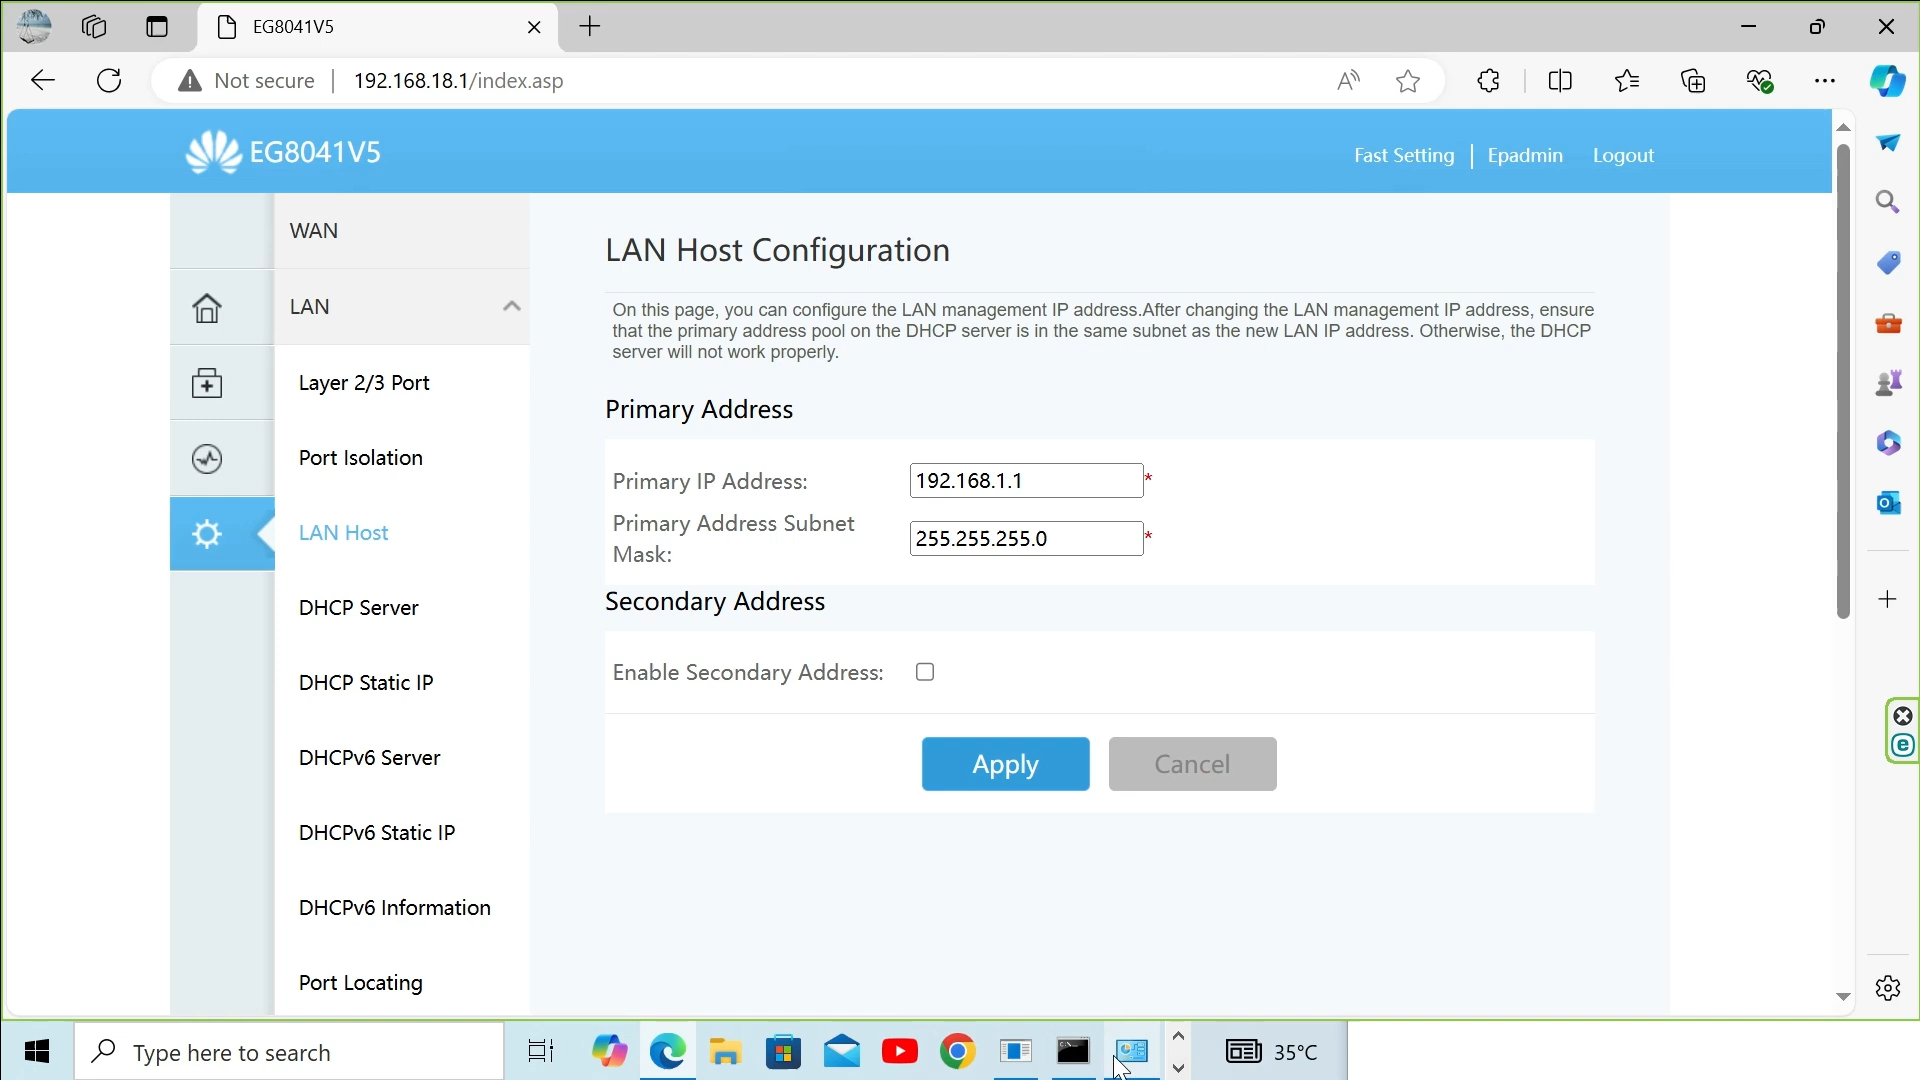 EG8041V5
Not secure
192.168.18.1/index.asp
EG8041V5
Fast Setting
Epadmin
Logout
WAN
LAN
Layer 2/3 Port
Port Isolation
LAN Host
DHCP Server
DHCP Static IP
DHCPv6 Server
DHCPv6 Static IP
DHCPv6 Information
Port Locating
LAN Host Configuration
On this page, you can configure the LAN management IP address.After changing the LAN management IP address, ensure
that the primary address pool on the DHCP server is in the same subnet as the new LAN IP address. Otherwise, the DHCP
server will not work properly.
Primary Address
Primary IP Address:
192.168.1.1
*
Primary Address Subnet
Mask:
255.255.255.0
*
Secondary Address
Enable Secondary Address:
Apply
Cancel
Type here to search
35°C